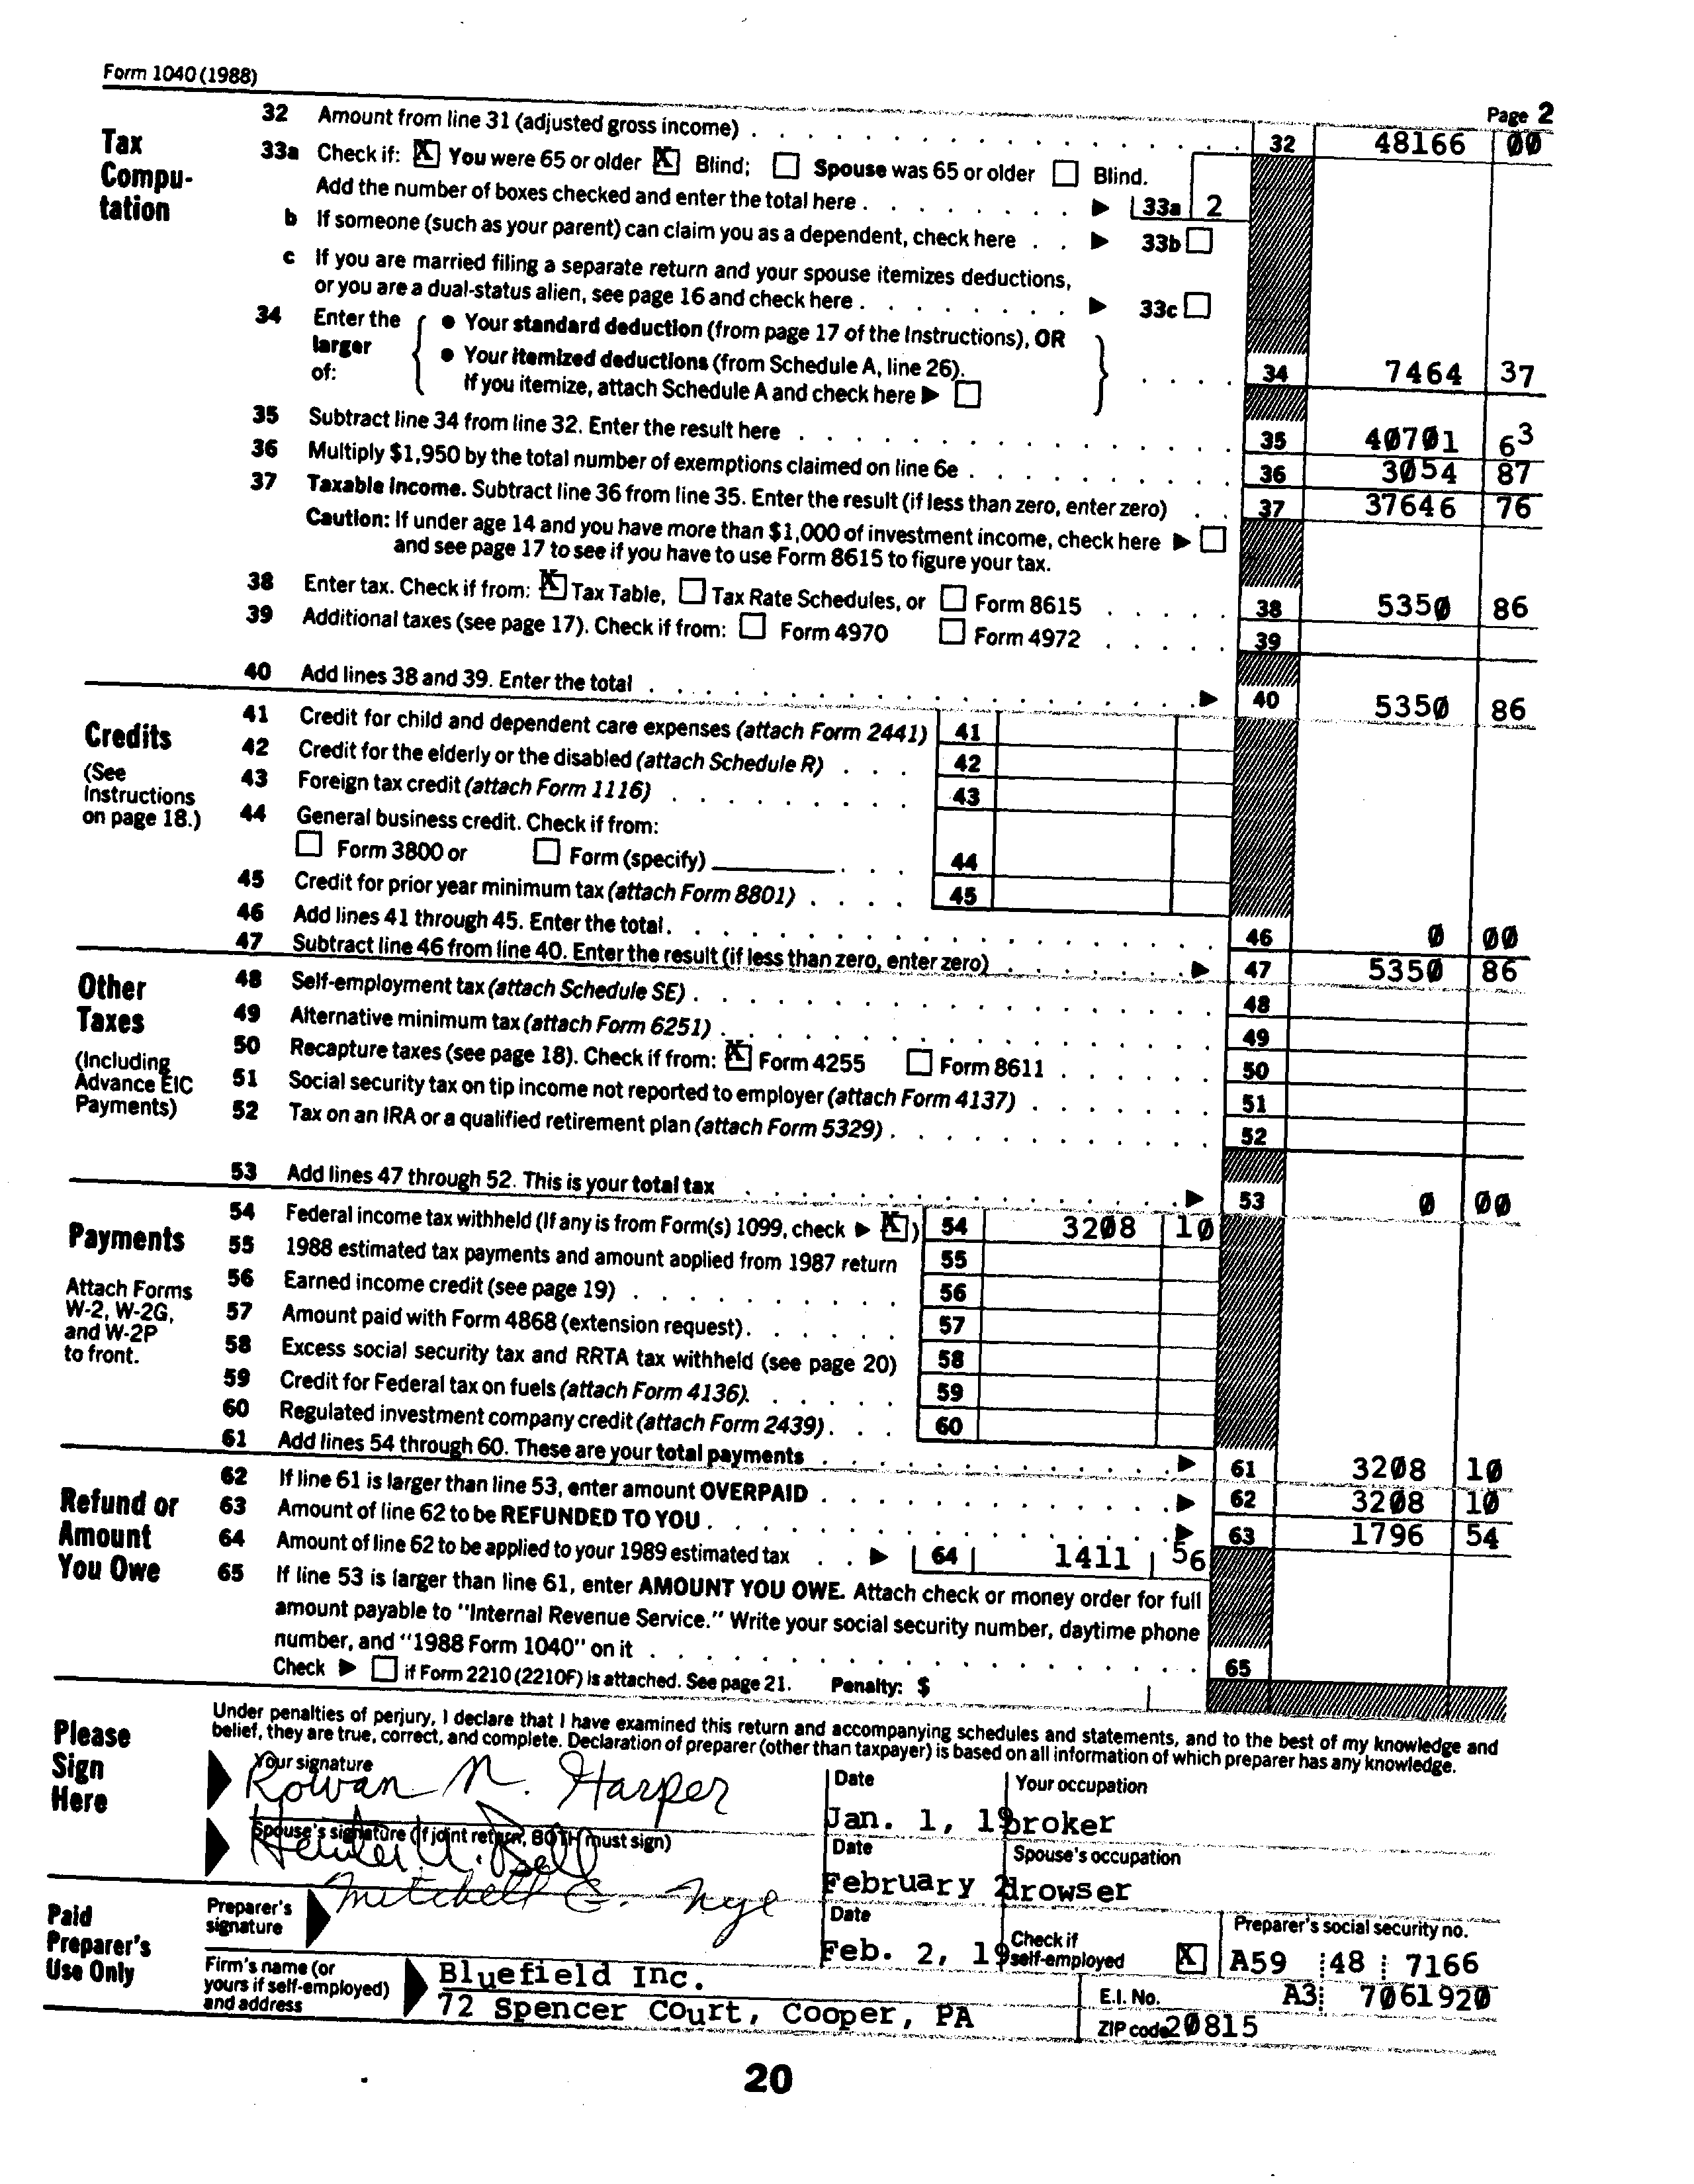 Form 1040 (1988)
Page 2
Tax Compu-tation
32 Amount from line 31 (adjusted gross income) 32 48166 00
33a Check if: X You were 65 or older X Blind; Spouse was 65 or older Blind.
Add the number of boxes checked and enter the total here 33a 2
b If someone (such as your parent) can claim you as a dependent, check here 33b
c If you are married filing a separate return and your spouse itemizes deductions,
or you are a dual-status alien, see page 16 and check here 33c
34 Enter the larger of:
• Your standard deduction (from page 17 of the Instructions), OR
• Your itemized deductions (from Schedule A, line 26).
If you itemize, attach Schedule A and check here 34 7464 37
35 Subtract line 34 from line 32. Enter the result here 35 40701 63
36 Multiply $1,950 by the total number of exemptions claimed on line 6e 36 3054 87
37 Taxable income. Subtract line 36 from line 35. Enter the result (if less than zero, enter zero) 37 37646 76
Caution: If under age 14 and you have more than $1,000 of investment income, check here
and see page 17 to see if you have to use Form 8615 to figure your tax.
38 Enter tax. Check if from: X Tax Table, Tax Rate Schedules, or Form 8615 38 5350 86
39 Additional taxes (see page 17). Check if from: Form 4970 Form 4972 39
40 Add lines 38 and 39. Enter the total 40 5350 86
Credits
(See Instructions on page 18.)
41 Credit for child and dependent care expenses (attach Form 2441) 41
42 Credit for the elderly or the disabled (attach Schedule R) 42
43 Foreign tax credit (attach Form 1116) 43
44 General business credit. Check if from:
Form 3800 or Form (specify) 44
45 Credit for prior year minimum tax (attach Form 8801) 45
46 Add lines 41 through 45. Enter the total 46 0 00
47 Subtract line 46 from line 40. Enter the result (if less than zero, enter zero) 47 5350 86
Other Taxes
(Including Advance EIC Payments)
48 Self-employment tax (attach Schedule SE) 48
49 Alternative minimum tax (attach Form 6251) 49
50 Recapture taxes (see page 18). Check if from: X Form 4255 Form 8611 50
51 Social security tax on tip income not reported to employer (attach Form 4137) 51
52 Tax on an IRA or a qualified retirement plan (attach Form 5329) 52
53 Add lines 47 through 52. This is your total tax 53 0 00
Payments
Attach Forms W-2, W-2G, and W-2P to front.
54 Federal income tax withheld (If any is from Form(s) 1099, check X) 54 3208 10
55 1988 estimated tax payments and amount applied from 1987 return 55
56 Earned income credit (see page 19) 56
57 Amount paid with Form 4868 (extension request) 57
58 Excess social security tax and RRTA tax withheld (see page 20) 58
59 Credit for Federal tax on fuels (attach Form 4136) 59
60 Regulated investment company credit (attach Form 2439) 60
61 Add lines 54 through 60. These are your total payments 61 3208 10
Refund or Amount You Owe
62 If line 61 is larger than line 53, enter amount OVERPAID 62 3208 10
63 Amount of line 62 to be REFUNDED TO YOU 63 1796 54
64 Amount of line 62 to be applied to your 1989 estimated tax 64 1411 56
65 If line 53 is larger than line 61, enter AMOUNT YOU OWE. Attach check or money order for full
amount payable to "Internal Revenue Service." Write your social security number, daytime phone
number, and "1988 Form 1040" on it 65
Check if Form 2210 (2210F) is attached. See page 21. Penalty: $
Please Sign Here
Under penalties of perjury, I declare that I have examined this return and accompanying schedules and statements, and to the best of my knowledge and
belief, they are true, correct, and complete. Declaration of preparer (other than taxpayer) is based on all information of which preparer has any knowledge.
Your signature Date Your occupation
Rowan N. Harper Jan. 1, 19 broker
Spouse's signature (if joint return, BOTH must sign) Date Spouse's occupation
Bell February drowser
Paid Preparer's Use Only
Preparer's signature Mitchell E. Nye
Date Feb. 2, 19
Check if self-employed X
Preparer's social security no. A59 48 7166
Firm's name (or yours if self-employed) and address
Bluefield Inc.
72 Spencer Court, Cooper, PA
E.I. No. A3 7061920
ZIP code 20815
20